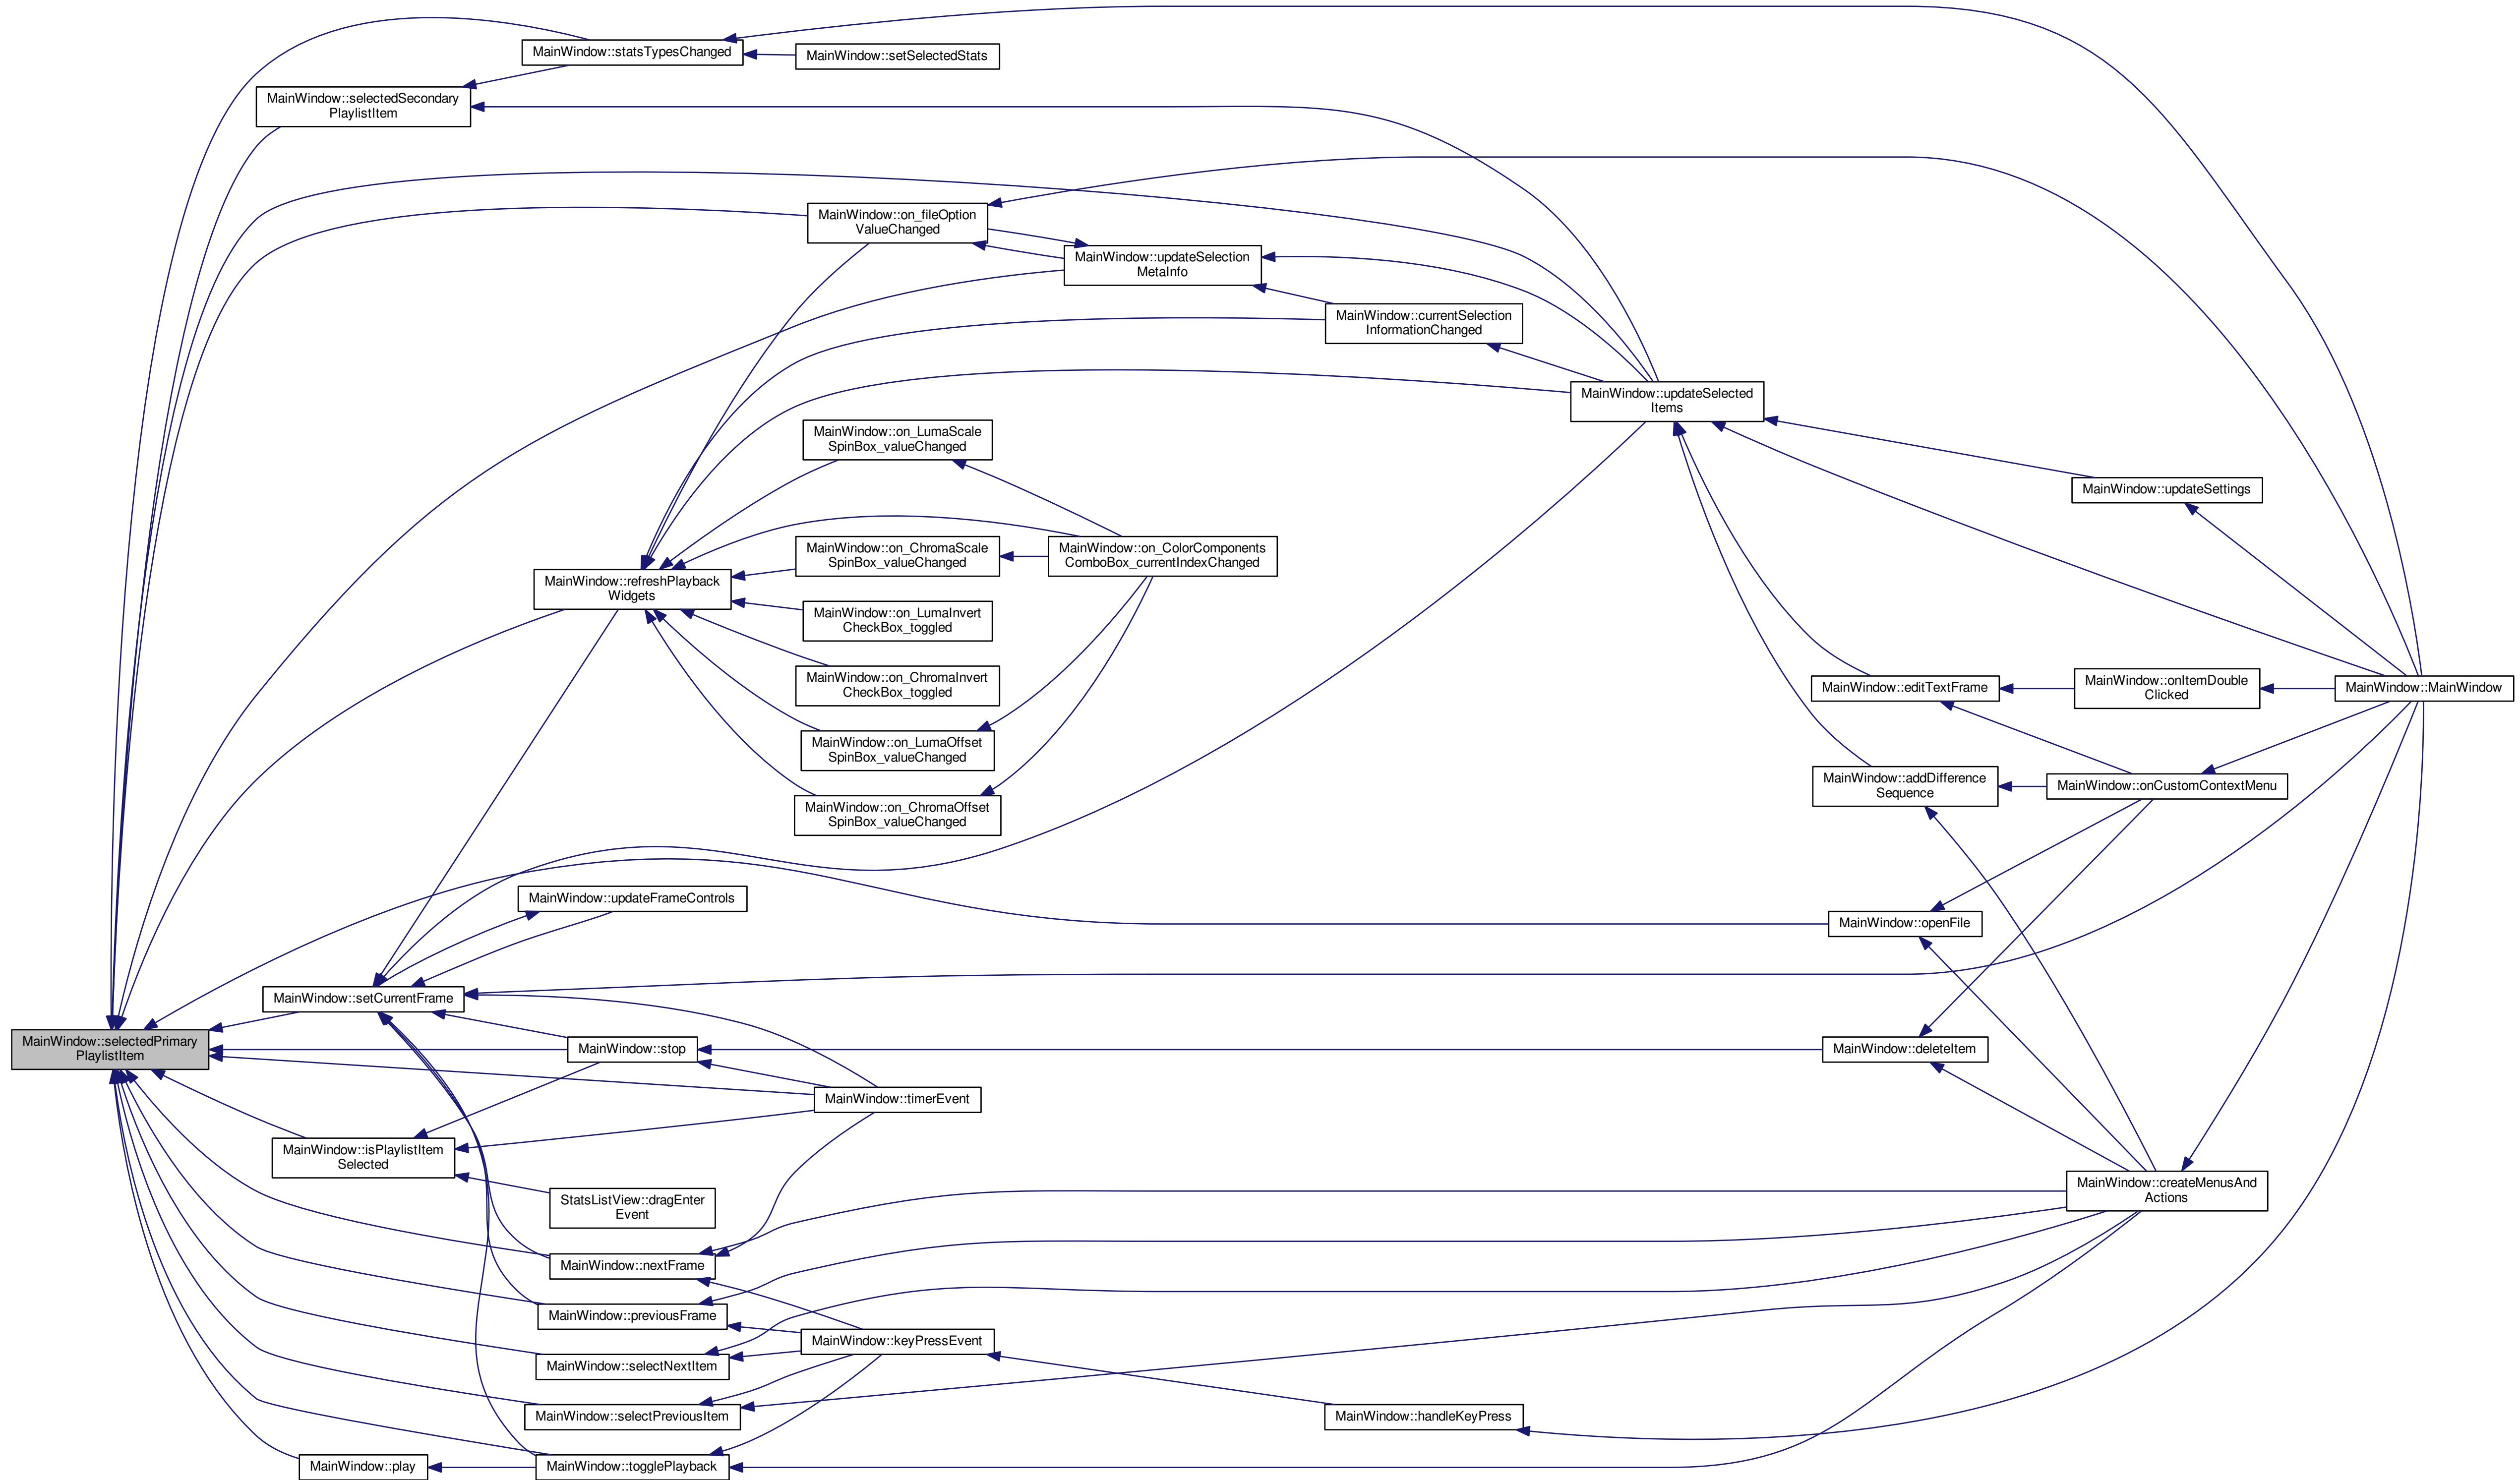 MainWindow::statsTypesChanged
MainWindow::setSelectedStats
MainWindow::selectedSecondary
PlaylistItem
MainWindow::on_fileOption
ValueChanged
MainWindow::updateSelection
MetaInfo
MainWindow::currentSelection
InformationChanged
MainWindow::updateSelected
Items
MainWindow::on_LumaScale
SpinBox_valueChanged
MainWindow::updateSettings
MainWindow::on_ChromaScale
SpinBox_valueChanged
MainWindow::on_ColorComponents
ComboBox_currentIndexChanged
MainWindow::refreshPlayback
Widgets
MainWindow::on_LumaInvert
CheckBox_toggled
MainWindow::on_ChromaInvert
CheckBox_toggled
MainWindow::editTextFrame
MainWindow::onItemDouble
Clicked
MainWindow::MainWindow
MainWindow::on_LumaOffset
SpinBox_valueChanged
MainWindow::addDifference
Sequence
MainWindow::onCustomContextMenu
MainWindow::on_ChromaOffset
SpinBox_valueChanged
MainWindow::updateFrameControls
MainWindow::openFile
MainWindow::setCurrentFrame
MainWindow::selectedPrimary
PlaylistItem
MainWindow::stop
MainWindow::deleteItem
MainWindow::timerEvent
MainWindow::isPlaylistItem
Selected
StatsListView::dragEnter
Event
MainWindow::createMenusAnd
Actions
MainWindow::nextFrame
MainWindow::previousFrame
MainWindow::keyPressEvent
MainWindow::selectNextItem
MainWindow::selectPreviousItem
MainWindow::handleKeyPress
MainWindow::play
MainWindow::togglePlayback